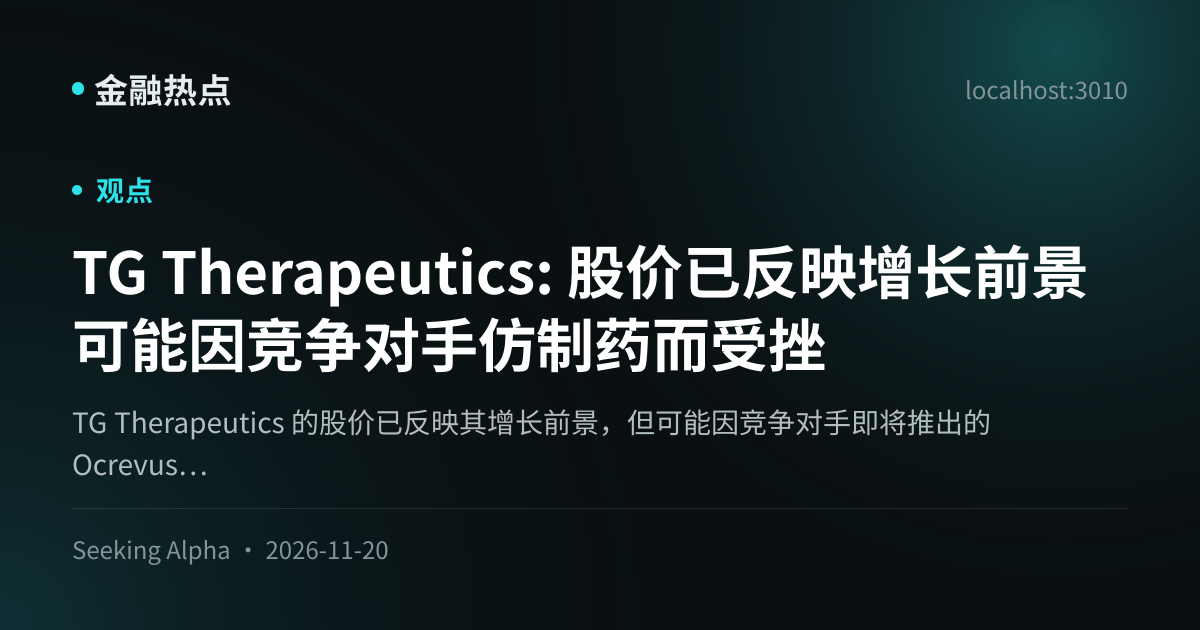 金融热点
localhost:3010
观点
TG Therapeutics: 股价已反映增长前景
可能因竞争对手仿制药而受挫
TG Therapeutics 的股价已反映其增长前景，但可能因竞争对手即将推出的
Ocrevus…
Seeking Alpha · 2026-11-20